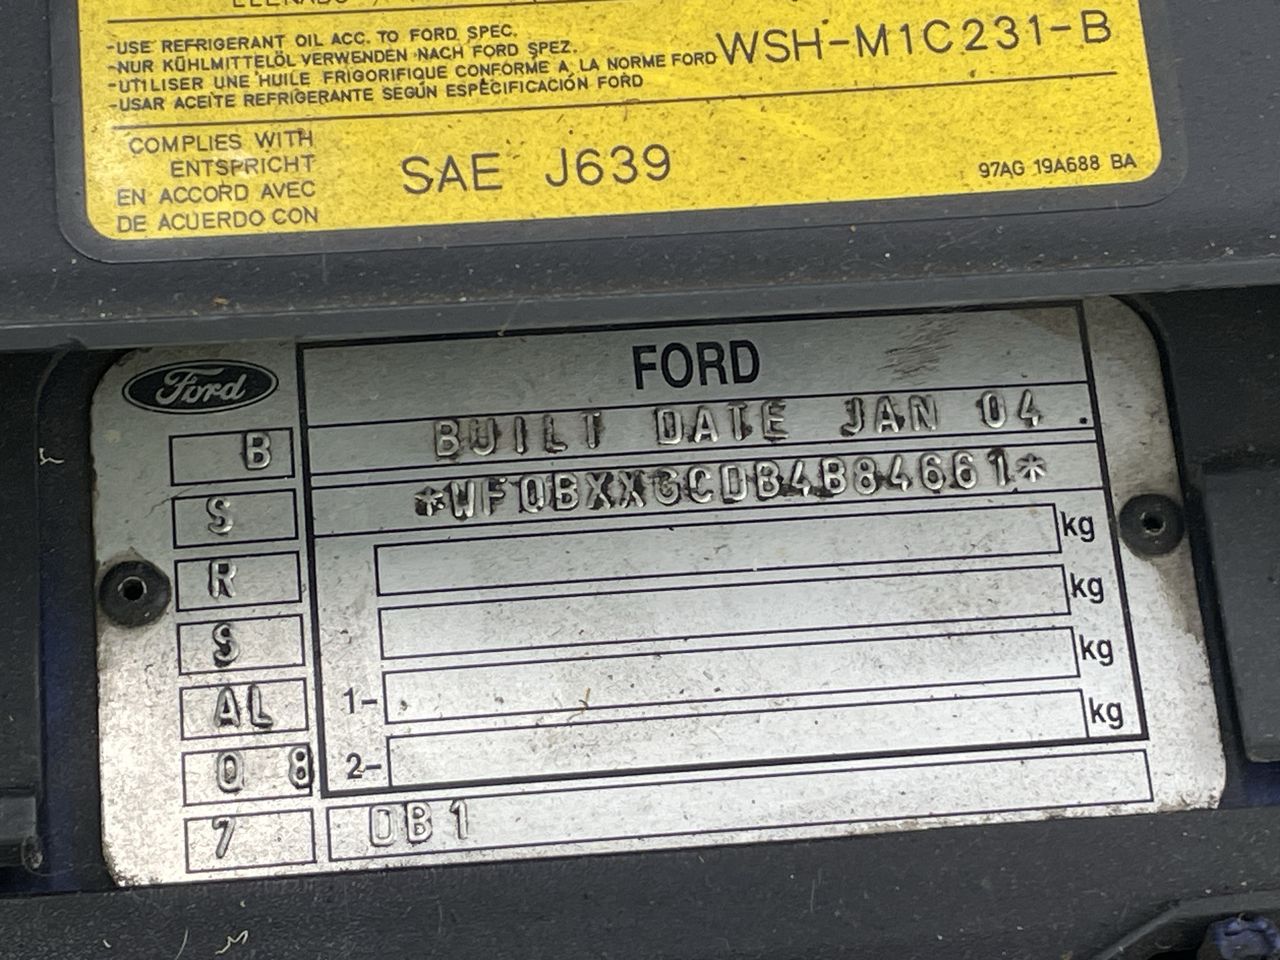 -USE REFRIGERANT OIL ACC. TO FORD SPEC.
-NUR KÜHLMITTELÖL VERWENDEN NACH FORD SPEZ.
-UTILISER UNE HUILE FRIGORIFIQUE CONFORME A LA NORME FORD
-USAR ACEITE REFRIGERANTE SEGÚN ESPECIFICACIÓN FORD
WSH-M1C231-B
COMPLIES WITH
ENTSPRICHT
EN ACCORD AVEC
DE ACUERDO CON
SAE J639
97AG 19A688 BA
Ford
FORD
BUILT DATE JAN 04.
*WF0BXXGCDB4B84661*
B
S
R
S
AL
0 8
7
kg
kg
1- kg
2- kg
DB1